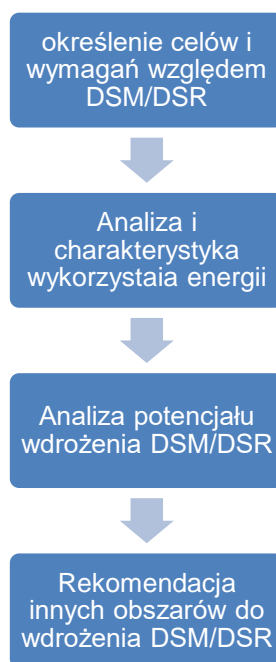 określenie celów i
wymagań względem
DSM/DSR
Analiza i
charakterystyka
wykorzystaia energii
Analiza potencjału
wdrożenia DSM/DSR
Rekomendacja
innych obszarów do
wdrożenia DSM/DSR